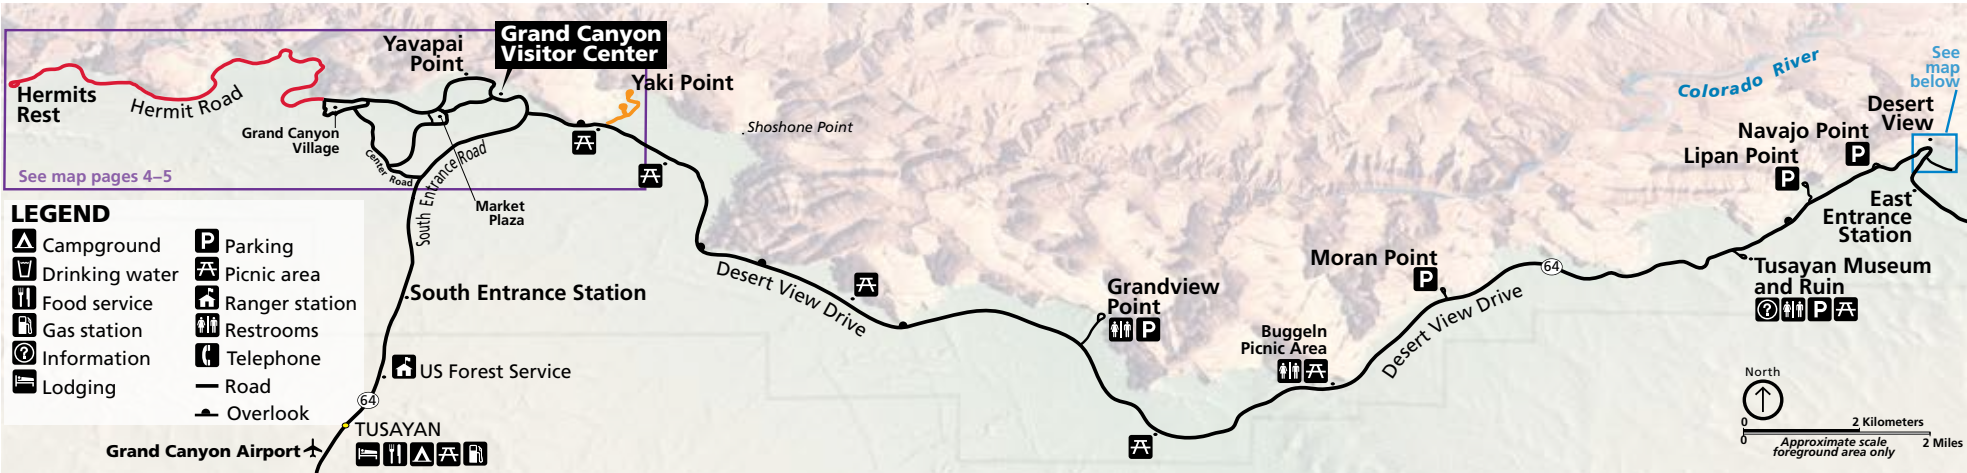 Grand Canyon
Visitor Center
Yavapai
Point
Yaki Point
Hermits
Rest
Hermit Road
Grand Canyon
Village
Center Road
South Entrance Road
Market
Plaza
Shoshone Point
See map pages 4–5
Colorado River
See
map
below
Desert
View
Navajo Point
P
Lipan Point
P
East
Entrance
Station
Tusayan Museum
and Ruin
?
P
LEGEND
Campground
Drinking water
Food service
Gas station
?
Information
Lodging
P
Parking
Picnic area
Ranger station
Restrooms
Telephone
Road
Overlook
South Entrance Station
US Forest Service
64
TUSAYAN
Grand Canyon Airport
Desert View Drive
Grandview
Point
P
Buggeln
Picnic Area
Moran Point
P
Desert View Drive
64
North
0
2 Kilometers
0
2 Miles
Approximate scale
foreground area only